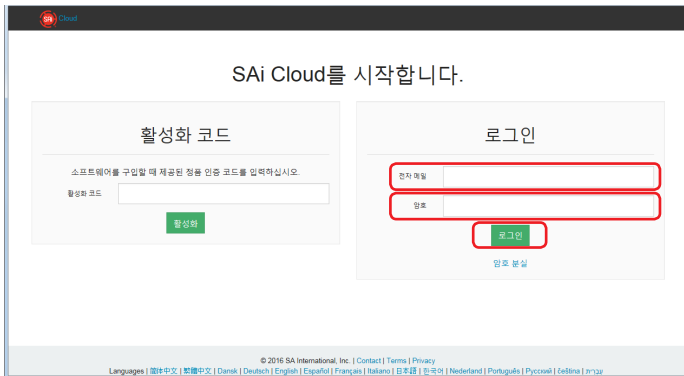 SAi Cloud
SAi Cloud를 시작합니다.
활성화 코드
소프트웨어를 구입할 때 제공된 정품 인증 코드를 입력하십시오.
활성화 코드
활성화
로그인
전자 메일
암호
로그인
암호 분실
© 2016 SA International, Inc. | Contact | Terms | Privacy
Languages | 简体中文 | 繁體中文 | Dansk | Deutsch | English | Español | Français | Italiano | 日本語 | 한국어 | Nederland | Português | Русский | čeština | עברית